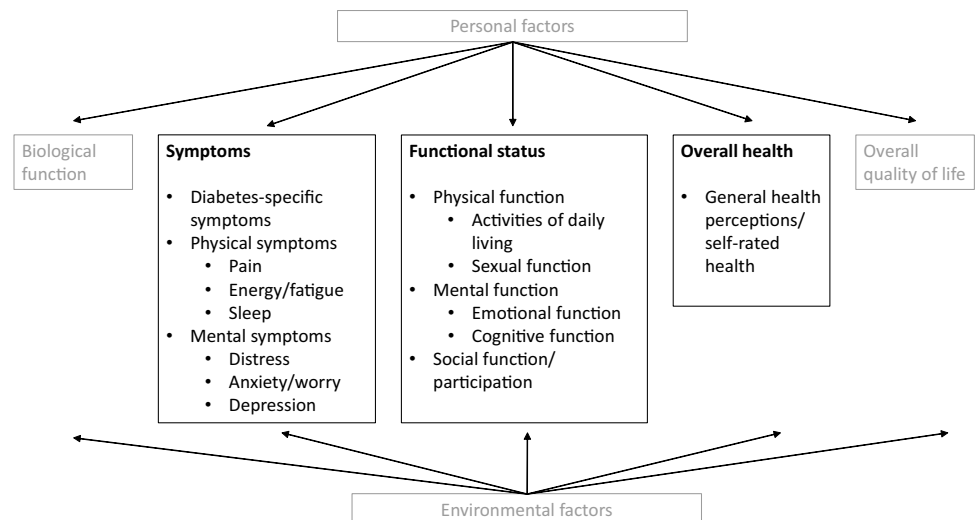 Personal factors
Biological
function
Symptoms
• Diabetes-specific
symptoms
• Physical symptoms
• Pain
• Energy/fatigue
• Sleep
• Mental symptoms
• Distress
• Anxiety/worry
• Depression
Functional status
• Physical function
• Activities of daily
living
• Sexual function
• Mental function
• Emotional function
• Cognitive function
• Social function/
participation
Overall health
• General health
perceptions/
self-rated
health
Overall
quality of life
Environmental factors